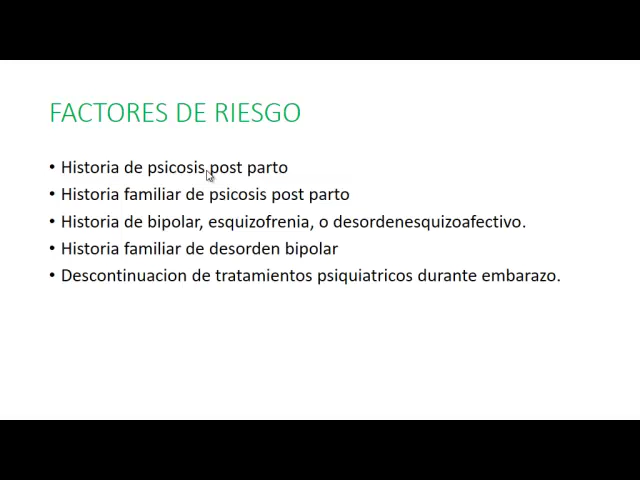 FACTORES DE RIESGO
• Historia de psicosis post parto
• Historia familiar de psicosis post parto
• Historia de bipolar, esquizofrenia, o desordenesquizoafectivo.
• Historia familiar de desorden bipolar
• Descontinuacion de tratamientos psiquiatricos durante embarazo.